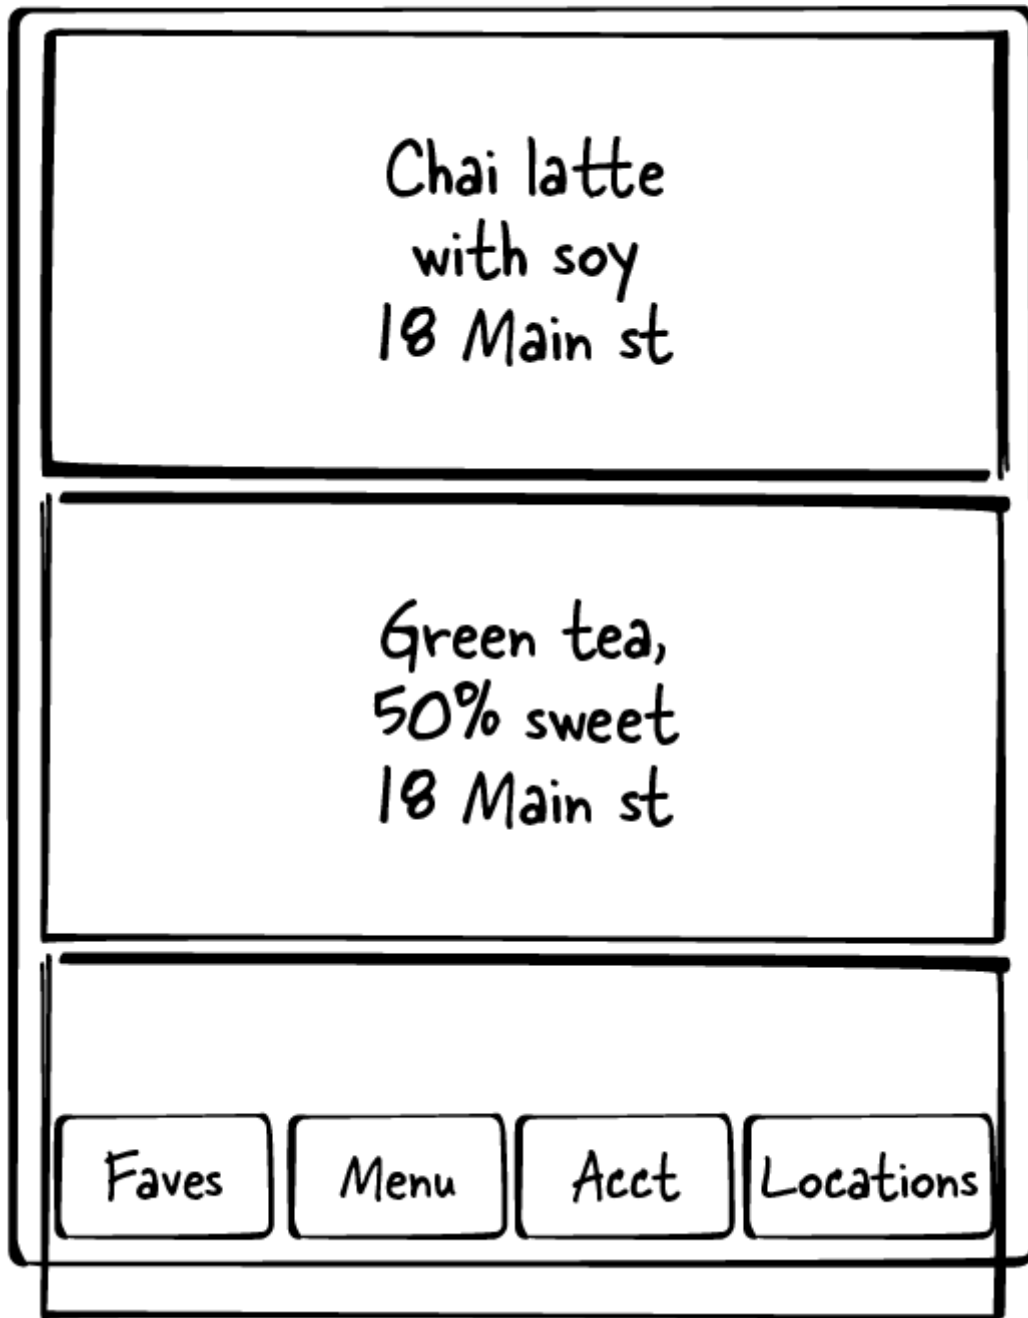 Chai latte
with soy
18 Main st
Green tea,
50% sweet
18 Main st
Faves
Menu
Acct
Locations